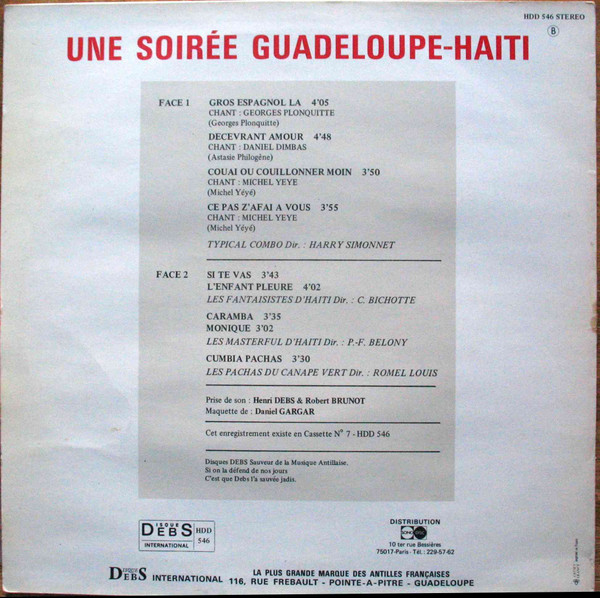 HDD 546 STEREO
B
UNE SOIRÉE GUADELOUPE-HAITI
FACE 1 GROS ESPAGNOL LA 4'05
CHANT : GEORGES PLONQUITTE
(Georges Plonquitte)
DECEVRANT AMOUR 4'48
CHANT : DANIEL DIMBAS
(Astasie Philogène)
COUAI OU COUILLONNER MOIN 3'50
CHANT : MICHEL YEYE
(Michel Yéyé)
CE PAS Z'AFAI A VOUS 3'55
CHANT : MICHEL YEYE
(Michel Yéyé)
TYPICAL COMBO Dir. : HARRY SIMONNET
FACE 2 SI TE VAS 3'43
L'ENFANT PLEURE 4'02
LES FANTAISISTES D'HAITI Dir. : C. BICHOTTE
CARAMBA 3'35
MONIQUE 3'02
LES MASTERFUL D'HAITI Dir. : P.-F. BELONY
CUMBIA PACHAS 3'30
LES PACHAS DU CANAPE VERT Dir. : ROMEL LOUIS
Prise de son : Henri DEBS & Robert BRUNOT
Maquette de : Daniel GARGAR
Cet enregistrement existe en Cassette N° 7 - HDD 546
Disques DEBS Sauveur de la Musique Antillaise.
Si on la défend de nos jours
C'est que Debs l'a sauvée jadis.
DISQUE DEBS INTERNATIONAL
HDD 546
DISTRIBUTION
SONODISC
10 ter rue Bessières
75017-Paris - Tél. : 229-57-62
LA PLUS GRANDE MARQUE DES ANTILLES FRANÇAISES
DISQUE DEBS INTERNATIONAL 116, RUE FREBAULT - POINTE-A-PITRE - GUADELOUPE